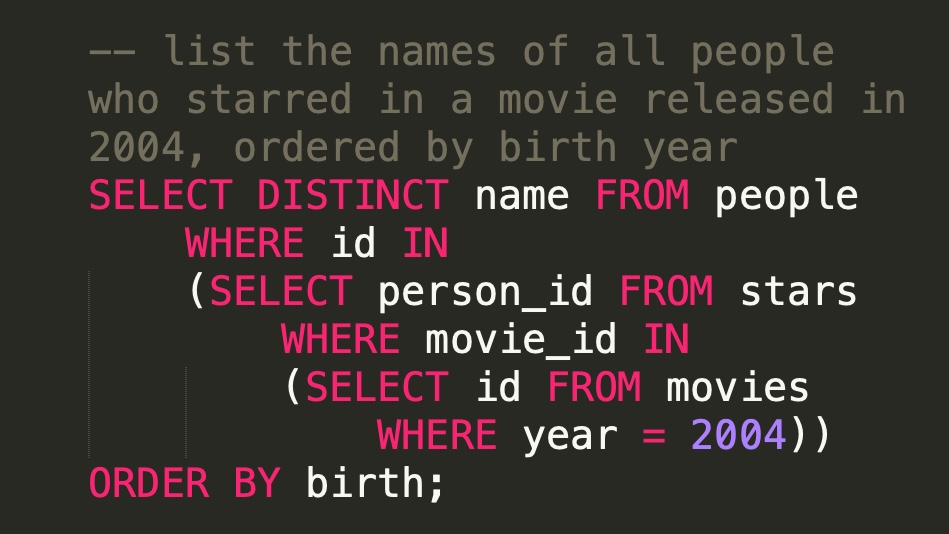 -- list the names of all people
who starred in a movie released in
2004, ordered by birth year
SELECT DISTINCT name FROM people
WHERE id IN
(SELECT person_id FROM stars
WHERE movie_id IN
(SELECT id FROM movies
WHERE year = 2004))
ORDER BY birth;